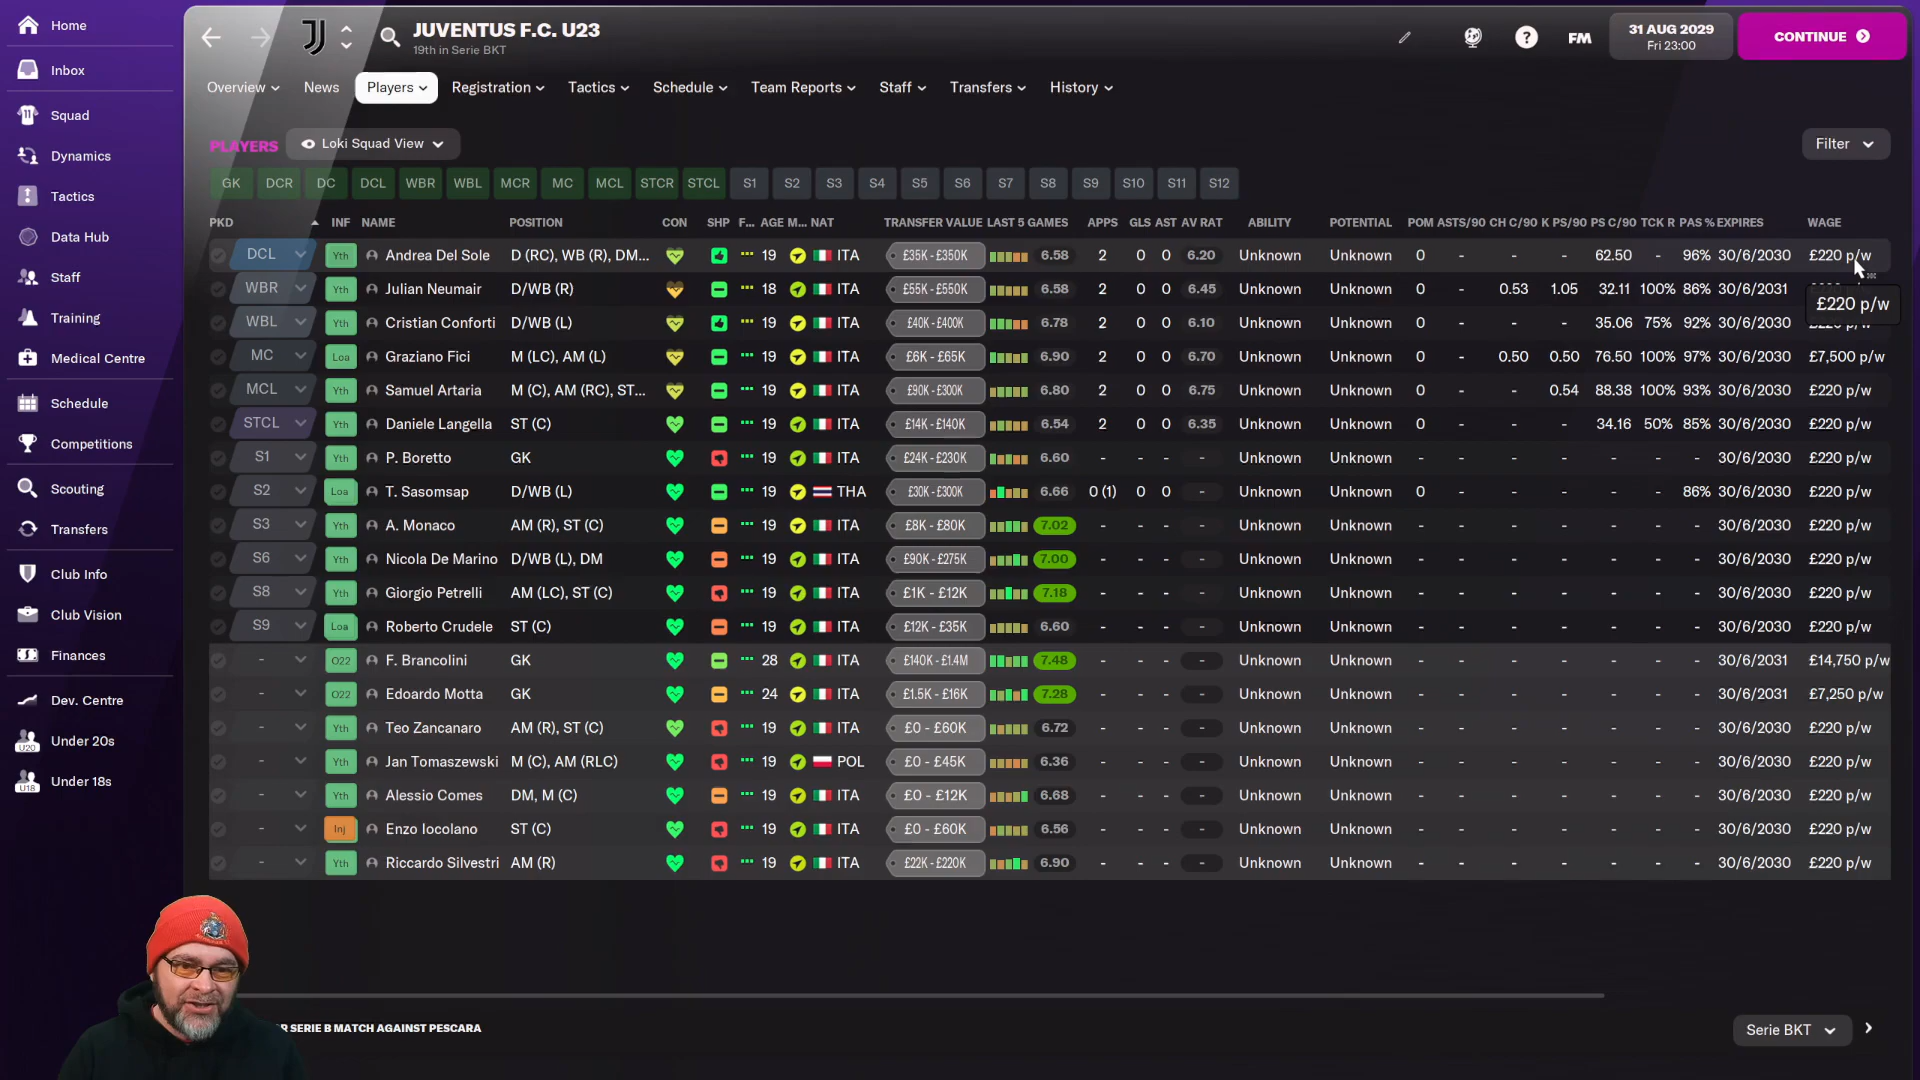 Home
Inbox
Squad
Dynamics
Tactics
Data Hub
Staff
Training
Medical Centre
Schedule
Competitions
Scouting
Transfers
Club Info
Club Vision
Finances
Dev. Centre
U20 Under 20s
U18 Under 18s
JUVENTUS F.C. U23
19th in Serie BKT
? FM 31 AUG 2029
Fri 23:00
CONTINUE
Overview News Players Registration Tactics Schedule Team Reports Staff Transfers History
PLAYERS Loki Squad View Filter
GK DCR DC DCL WBR WBL MCR MC MCL STCR STCL S1 S2 S3 S4 S5 S6 S7 S8 S9 S10 S11 S12
PKD INF NAME POSITION CON SHP F... AGE M... NAT TRANSFER VALUE LAST 5 GAMES APPS GLS AST AV RAT ABILITY POTENTIAL POM ASTS/90 CH C/90 K PS/90 PS C/90 TCK R PAS % EXPIRES WAGE
DCL Yth Andrea Del Sole D (RC), WB (R), DM... 19 ITA £35K - £350K 6.58 2 0 0 6.20 Unknown Unknown 0 - - - 62.50 - 96% 30/6/2030 £220 p/w
WBR Yth Julian Neumair D/WB (R) 18 ITA £55K - £550K 6.58 2 0 0 6.45 Unknown Unknown 0 - 0.53 1.05 32.11 100% 86% 30/6/2031
£220 p/w
WBL Yth Cristian Conforti D/WB (L) 19 ITA £40K - £400K 6.78 2 0 0 6.10 Unknown Unknown 0 - - - 35.06 75% 92% 30/6/2030 £220 p/w
MC Loa Graziano Fici M (LC), AM (L) 19 ITA £6K - £65K 6.90 2 0 0 6.70 Unknown Unknown 0 - 0.50 0.50 76.50 100% 97% 30/6/2030 £7,500 p/w
MCL Yth Samuel Artaria M (C), AM (RC), ST... 19 ITA £90K - £300K 6.80 2 0 0 6.75 Unknown Unknown 0 - - 0.54 88.38 100% 93% 30/6/2030 £220 p/w
STCL Yth Daniele Langella ST (C) 19 ITA £14K - £140K 6.54 2 0 0 6.35 Unknown Unknown 0 - - - 34.16 50% 85% 30/6/2030 £220 p/w
S1 Yth P. Boretto GK 19 ITA £24K - £230K 6.60 - - - - Unknown Unknown - - - - - - - 30/6/2030 £220 p/w
S2 Loa T. Sasomsap D/WB (L) 19 THA £30K - £300K 6.66 0 (1) 0 0 - Unknown Unknown 0 - - - - - 86% 30/6/2030 £220 p/w
S3 Yth A. Monaco AM (R), ST (C) 19 ITA £8K - £80K 7.02 - - - - Unknown Unknown - - - - - - - 30/6/2030 £220 p/w
S6 Yth Nicola De Marino D/WB (L), DM 19 ITA £90K - £275K 7.00 - - - - Unknown Unknown - - - - - - - 30/6/2030 £220 p/w
S8 Yth Giorgio Petrelli AM (LC), ST (C) 19 ITA £1K - £12K 7.18 - - - - Unknown Unknown - - - - - - - 30/6/2030 £220 p/w
S9 Loa Roberto Crudele ST (C) 19 ITA £12K - £35K 6.60 - - - - Unknown Unknown - - - - - - - 30/6/2030 £220 p/w
- O22 F. Brancolini GK 28 ITA £140K - £1.4M 7.48 - - - - Unknown Unknown - - - - - - - 30/6/2031 £14,750 p/w
- O22 Edoardo Motta GK 24 ITA £1.5K - £16K 7.28 - - - - Unknown Unknown - - - - - - - 30/6/2031 £7,250 p/w
- Yth Teo Zancanaro AM (R), ST (C) 19 ITA £0 - £60K 6.72 - - - - Unknown Unknown - - - - - - - 30/6/2030 £220 p/w
- Yth Jan Tomaszewski M (C), AM (RLC) 19 POL £0 - £45K 6.36 - - - - Unknown Unknown - - - - - - - 30/6/2030 £220 p/w
- Yth Alessio Comes DM, M (C) 19 ITA £0 - £12K 6.68 - - - - Unknown Unknown - - - - - - - 30/6/2030 £220 p/w
- Inj Enzo Iocolano ST (C) 19 ITA £0 - £60K 6.56 - - - - Unknown Unknown - - - - - - - 30/6/2030 £220 p/w
- Yth Riccardo Silvestri AM (R) 19 ITA £22K - £220K 6.90 - - - - Unknown Unknown - - - - - - - 30/6/2030 £220 p/w
SERIE B MATCH AGAINST PESCARA
Serie BKT